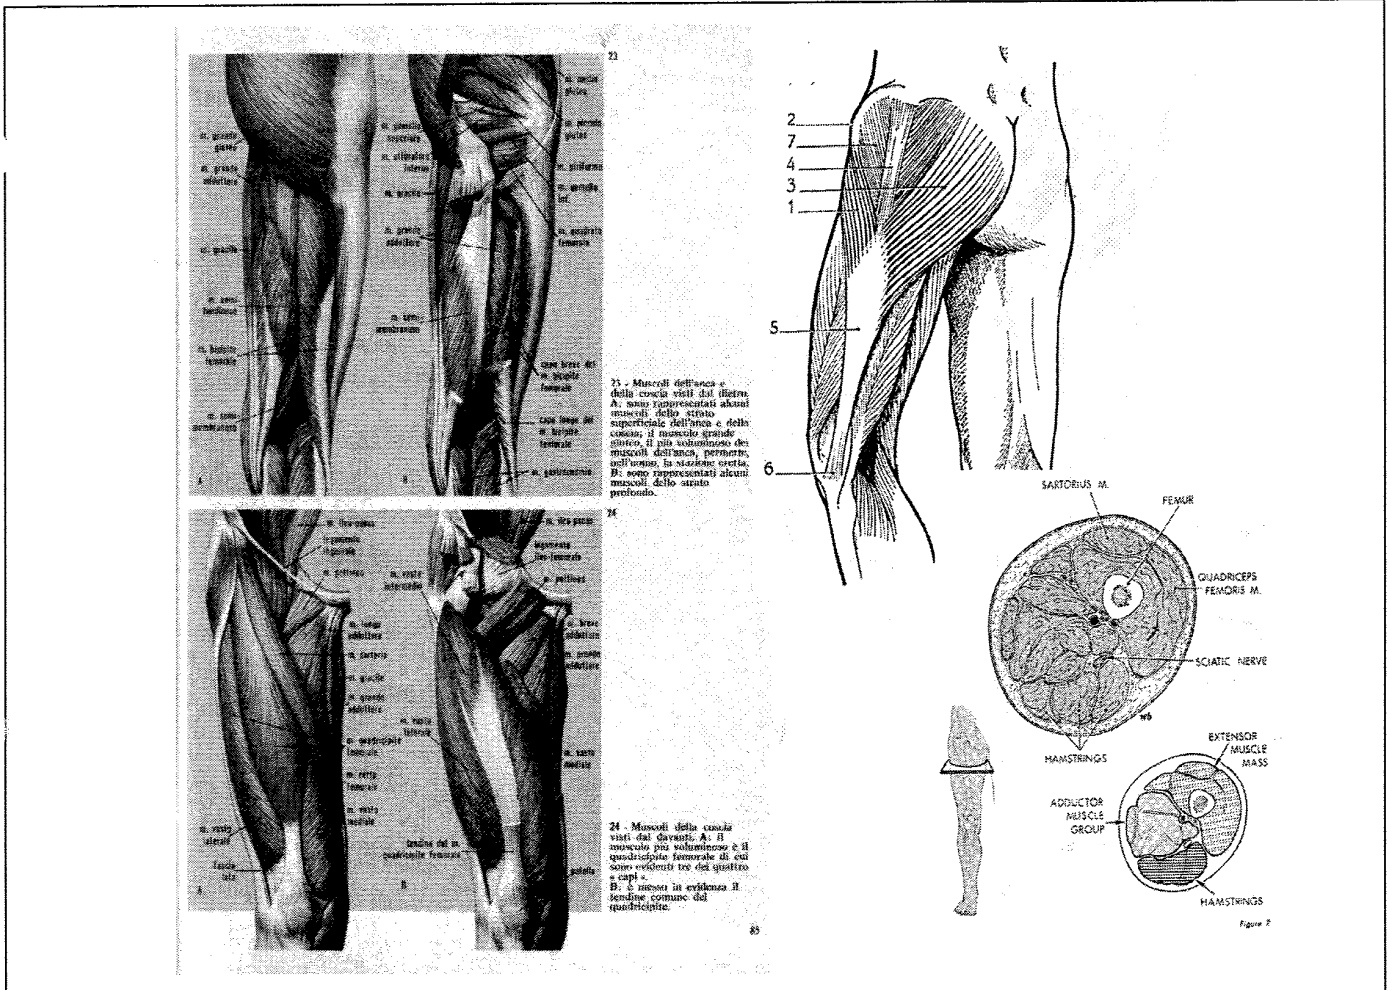 23
m. grande
gluteo
m. grande
adduttore
m. gracile
m. semi
tendinoso
m. bicipite
femorale
m. semi
membranoso
A
m. medio
gluteo
m. gemello
m. otturatore
interno
m. gracile
m. grande
adduttore
m. semi
membranoso
m. piriforme
m. gemello
inf.
m. quadrato
femorale
capo breve del
m. bicipite
femorale
capo lungo del
m. bicipite
femorale
m. gastrocnemio
B
23 - Muscoli dell'anca e
della coscia visti dal dietro.
A: sono rappresentati alcuni
muscoli dello strato
superficiale dell'anca e della
coscia; il muscolo grande
gluteo, il più voluminoso dei
muscoli dell'anca, permette,
nell'uomo, la stazione eretta.
B: sono rappresentati alcuni
muscoli dello strato
profondo.
24
m. ileo-psoas
legamento
inguinale
m. pettineo
m. lungo
adduttore
m. sartorio
m. gracile
m. grande
adduttore
m. quadricipite
femorale
m. retto
femorale
m. vasto
mediale
m. vasto
laterale
fascia
lata
A
m. ileo psoas
legamento
ileo-femorale
m. pettineo
m. vasto
intermedio
m. breve
adduttore
m. grande
adduttore
m. vasto
laterale
m. vasto
mediale
tendine del m.
quadricipite femorale
patella
B
24 - Muscoli della coscia
visti dal davanti. A: il
muscolo più voluminoso è il
quadricipite femorale di cui
sono evidenti tre dei quattro
« capi ».
B: è messo in evidenza il
tendine comune del
quadricipite.
85
2
7
4
3
1
5
6
SARTORIUS M.
FEMUR
QUADRICEPS
FEMORIS M.
SCIATIC NERVE
HAMSTRINGS
EXTENSOR
MUSCLE
MASS
ADDUCTOR
MUSCLE
GROUP
HAMSTRINGS
Figure 7